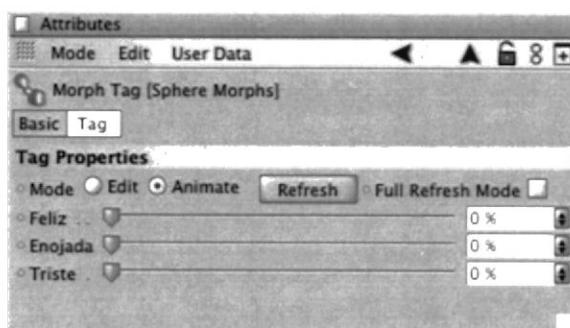 Attributes
Mode Edit User Data
Morph Tag [Sphere Morphs]
Basic Tag
Tag Properties
Mode Edit Animate Refresh Full Refresh Mode
Feliz . . 0 %
Enojada 0 %
Triste . 0 %